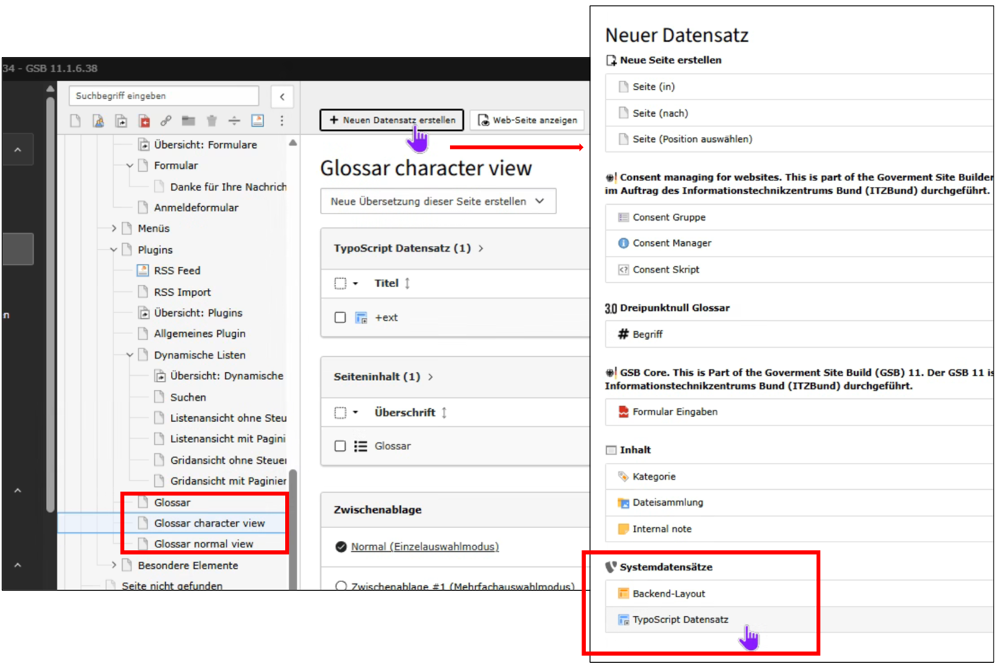 34 - GSB 11.1.6.38
Suchbegriff eingeben
Übersicht: Formulare
Formular
Danke für Ihre Nachrich
Anmeldeformular
Menüs
Plugins
RSS Feed
RSS Import
Übersicht: Plugins
Allgemeines Plugin
Dynamische Listen
Übersicht: Dynamische
Suchen
Listenansicht ohne Steu
Listenansicht mit Pagini
Gridansicht ohne Steuer
Gridansicht mit Paginier
Glossar
Glossar character view
Glossar normal view
Besondere Elemente
Seite nicht gefunden
n
+ Neuen Datensatz erstellen
Web-Seite anzeigen
Glossar character view
Neue Übersetzung dieser Seite erstellen
TypoScript Datensatz (1)
Titel
+ext
Seiteninhalt (1)
Überschrift
Glossar
Zwischenablage
Normal (Einzelauswahlmodus)
Zwischenablage #1 (Mehrfachauswahlmodus)
Neuer Datensatz
Neue Seite erstellen
Seite (in)
Seite (nach)
Seite (Position auswählen)
Consent managing for websites. This is part of the Goverment Site Builder
im Auftrag des Informationstechnikzentrums Bund (ITZBund) durchgeführt.
Consent Gruppe
Consent Manager
Consent Skript
3.0 Dreipunktnull Glossar
# Begriff
GSB Core. This is Part of the Goverment Site Build (GSB) 11. Der GSB 11 is
Informationstechnikzentrums Bund (ITZBund) durchgeführt.
Formular Eingaben
Inhalt
Kategorie
Dateisammlung
Internal note
Systemdatensätze
Backend-Layout
TypoScript Datensatz